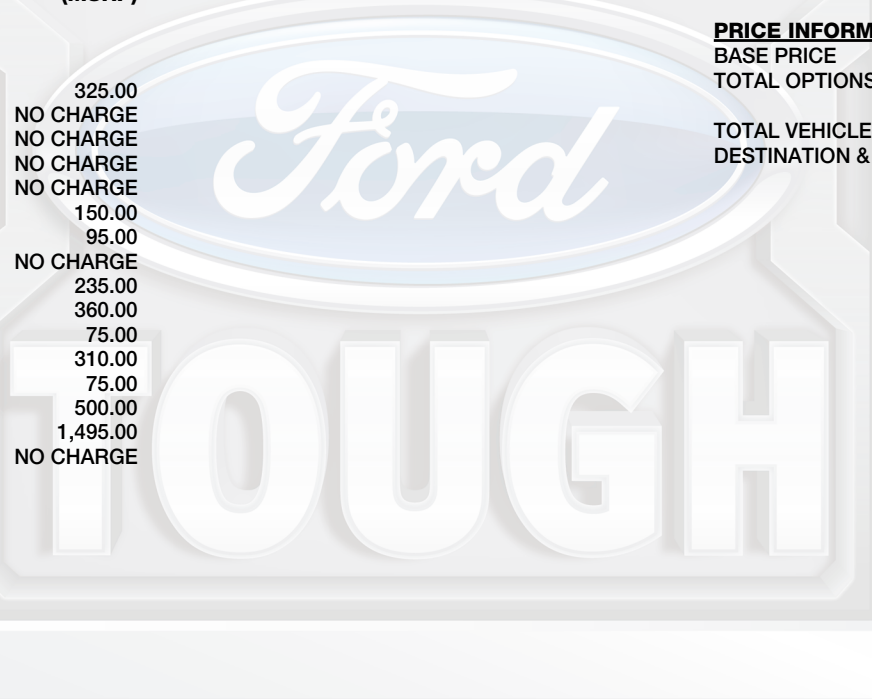 325.00
NO CHARGE
NO CHARGE
NO CHARGE
NO CHARGE
150.00
95.00
NO CHARGE
235.00
360.00
75.00
310.00
75.00
500.00
1,495.00
NO CHARGE
PRICE INFORM
BASE PRICE
TOTAL OPTIONS
TOTAL VEHICLE
DESTINATION &
Ford
TOUGH